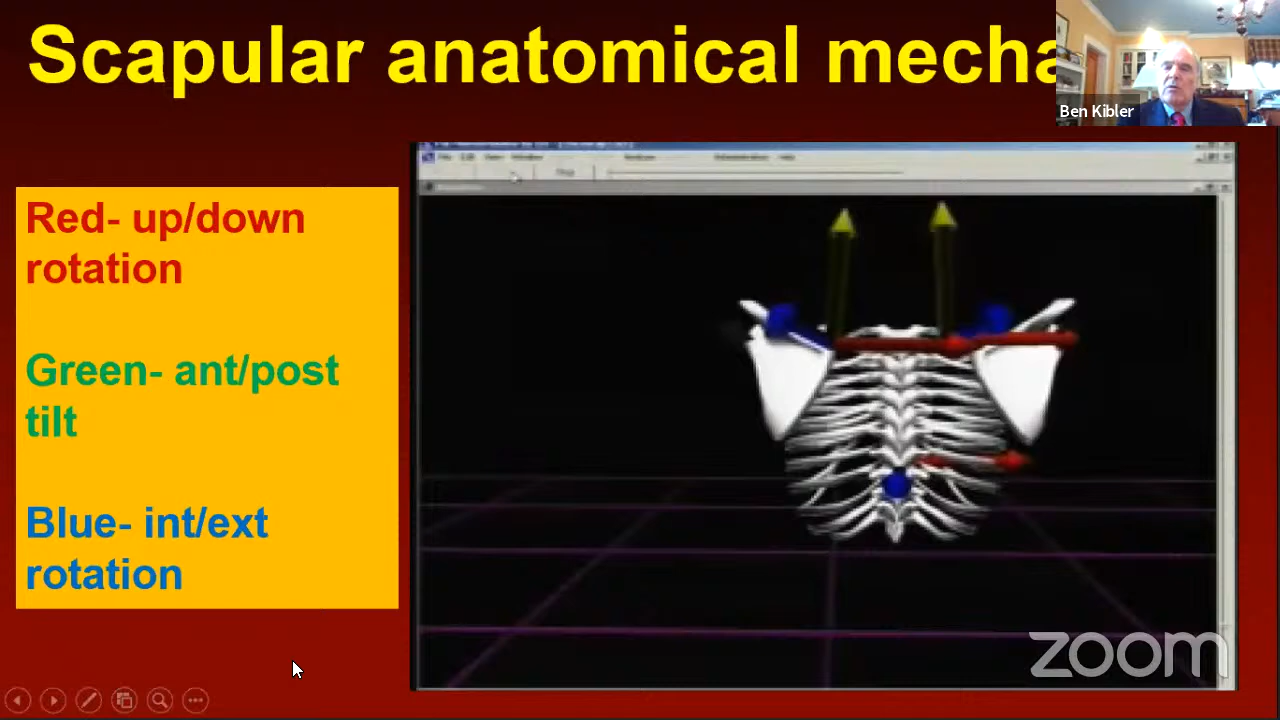 Scapular anatomical mecha
Ben Kibler
Red- up/down
rotation
Green- ant/post
tilt
Blue- int/ext
rotation
zoom